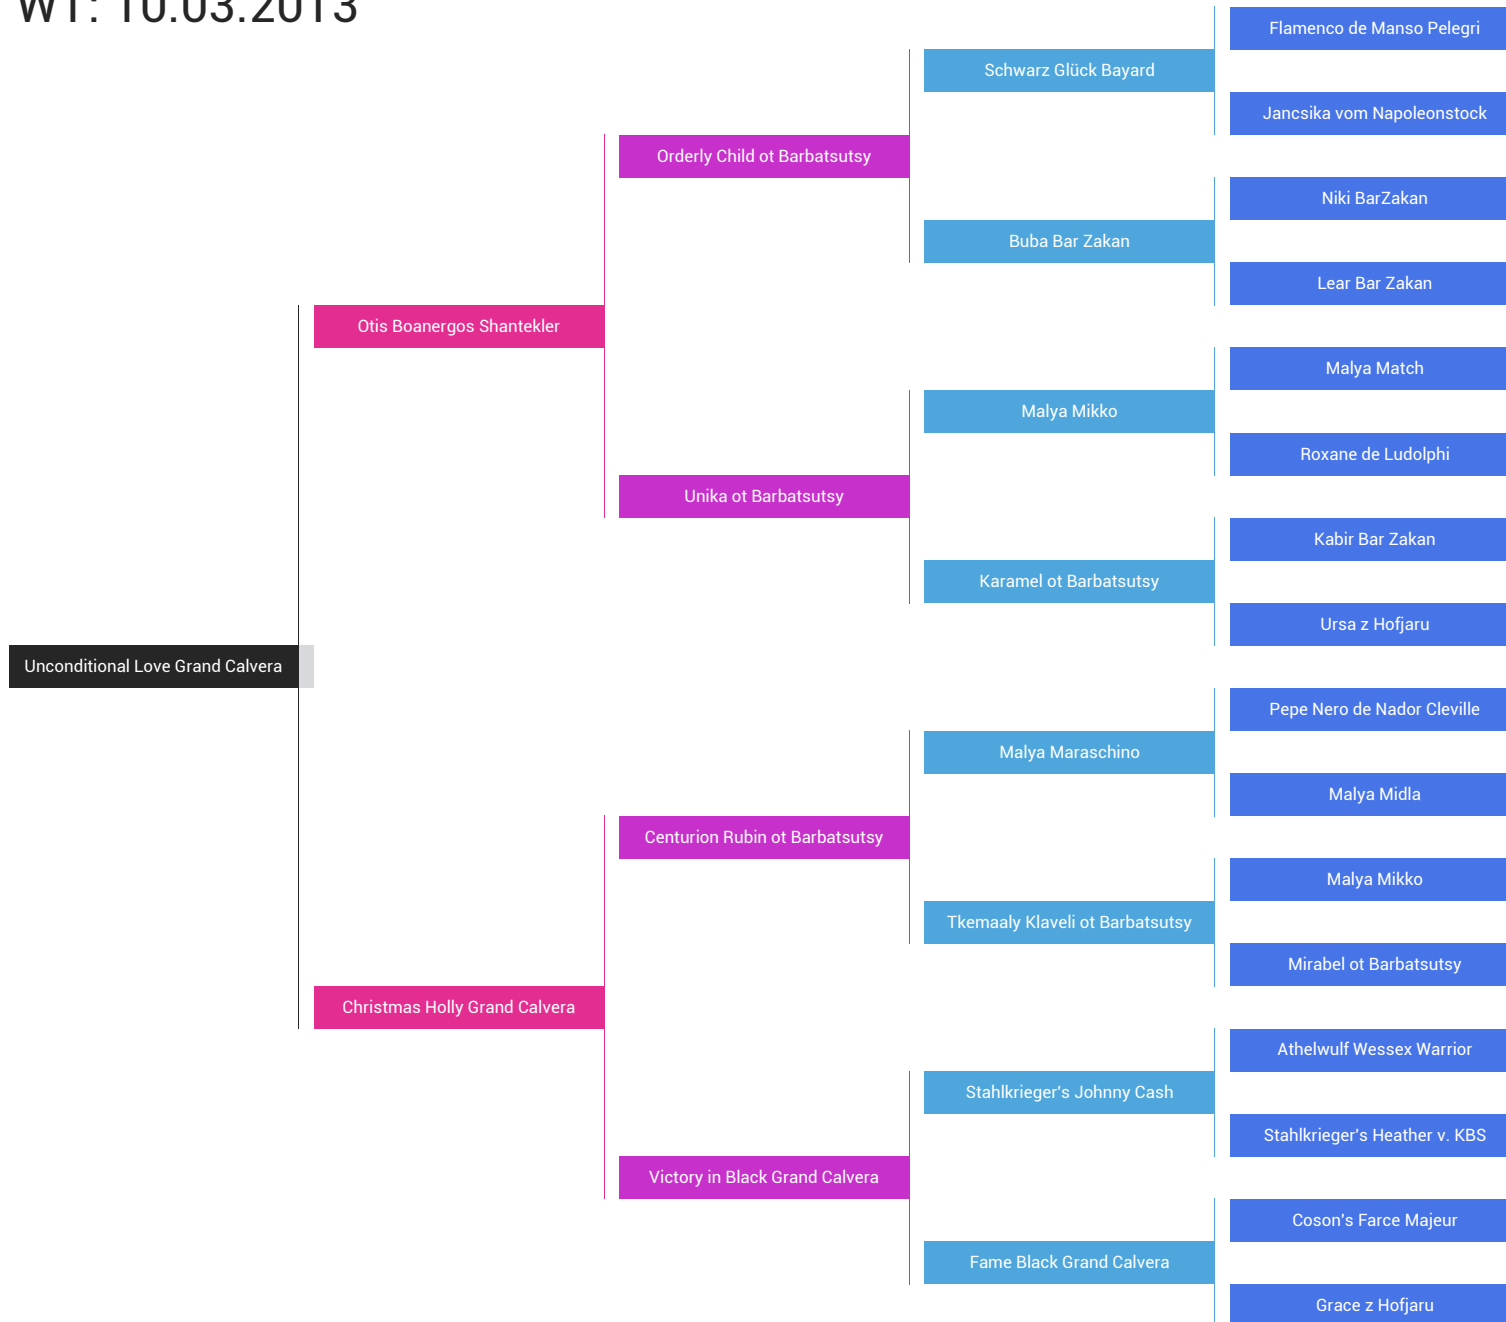 WT: 10.03.2013
Flamenco de Manso Pelegri
Schwarz Glück Bayard
Jancsika vom Napoleonstock
Orderly Child ot Barbatsutsy
Niki BarZakan
Buba Bar Zakan
Lear Bar Zakan
Otis Boanergos Shantekler
Malya Match
Malya Mikko
Roxane de Ludolphi
Unika ot Barbatsutsy
Kabir Bar Zakan
Karamel ot Barbatsutsy
Ursa z Hofjaru
Unconditional Love Grand Calvera
Pepe Nero de Nador Cleville
Malya Maraschino
Malya Midla
Centurion Rubin ot Barbatsutsy
Malya Mikko
Tkemaaly Klaveli ot Barbatsutsy
Mirabel ot Barbatsutsy
Christmas Holly Grand Calvera
Athelwulf Wessex Warrior
Stahlkrieger's Johnny Cash
Stahlkrieger's Heather v. KBS
Victory in Black Grand Calvera
Coson's Farce Majeur
Fame Black Grand Calvera
Grace z Hofjaru